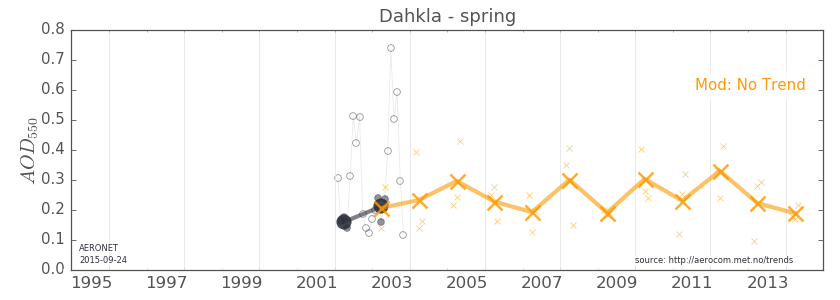 Dahkla - spring
0.8
0.7
0.6
0.5
0.4
0.3
0.2
0.1
0.0
AOD550
Mod: No Trend
AERONET
2015-09-24
source: http://aerocom.met.no/trends
1995 1997 1999 2001 2003 2005 2007 2009 2011 2013